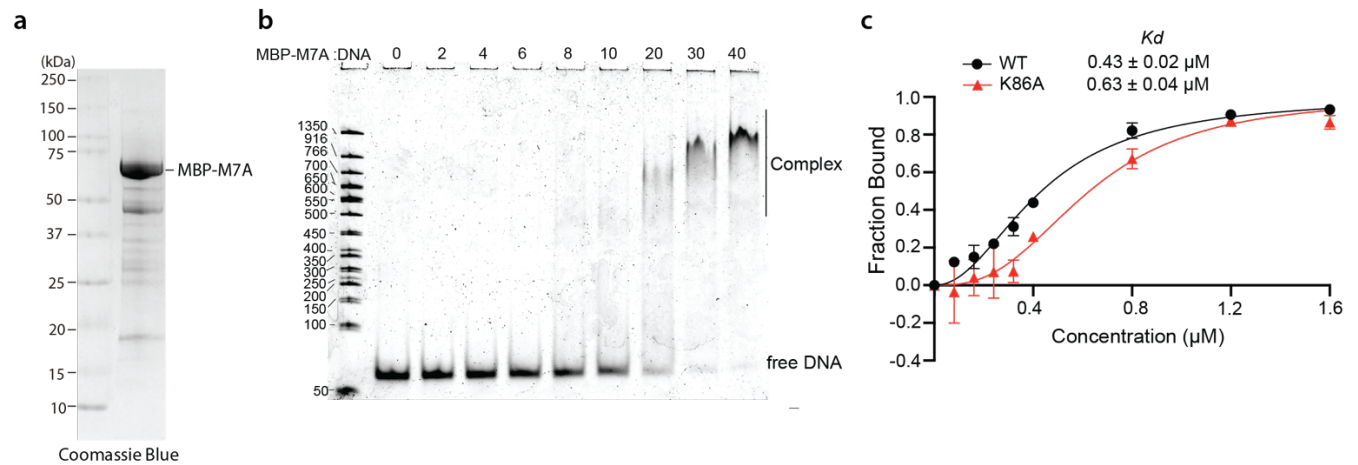 a
(kDa)
250
150
100
75
50
37
25
20
15
10
MBP-M7A
Coomassie Blue
b
MBP-M7A :DNA 0 2 4 6 8 10 20 30 40
1350
916
766
700
650
600
550
500
450
400
350
300
250
200
150
100
50
Complex
free DNA
c
Kd
WT 0.43 ± 0.02 µM
K86A 0.63 ± 0.04 µM
Fraction Bound
1.0
0.8
0.6
0.4
0.2
0.0
-0.2
-0.4
0.4 0.8 1.2 1.6
Concentration (µM)